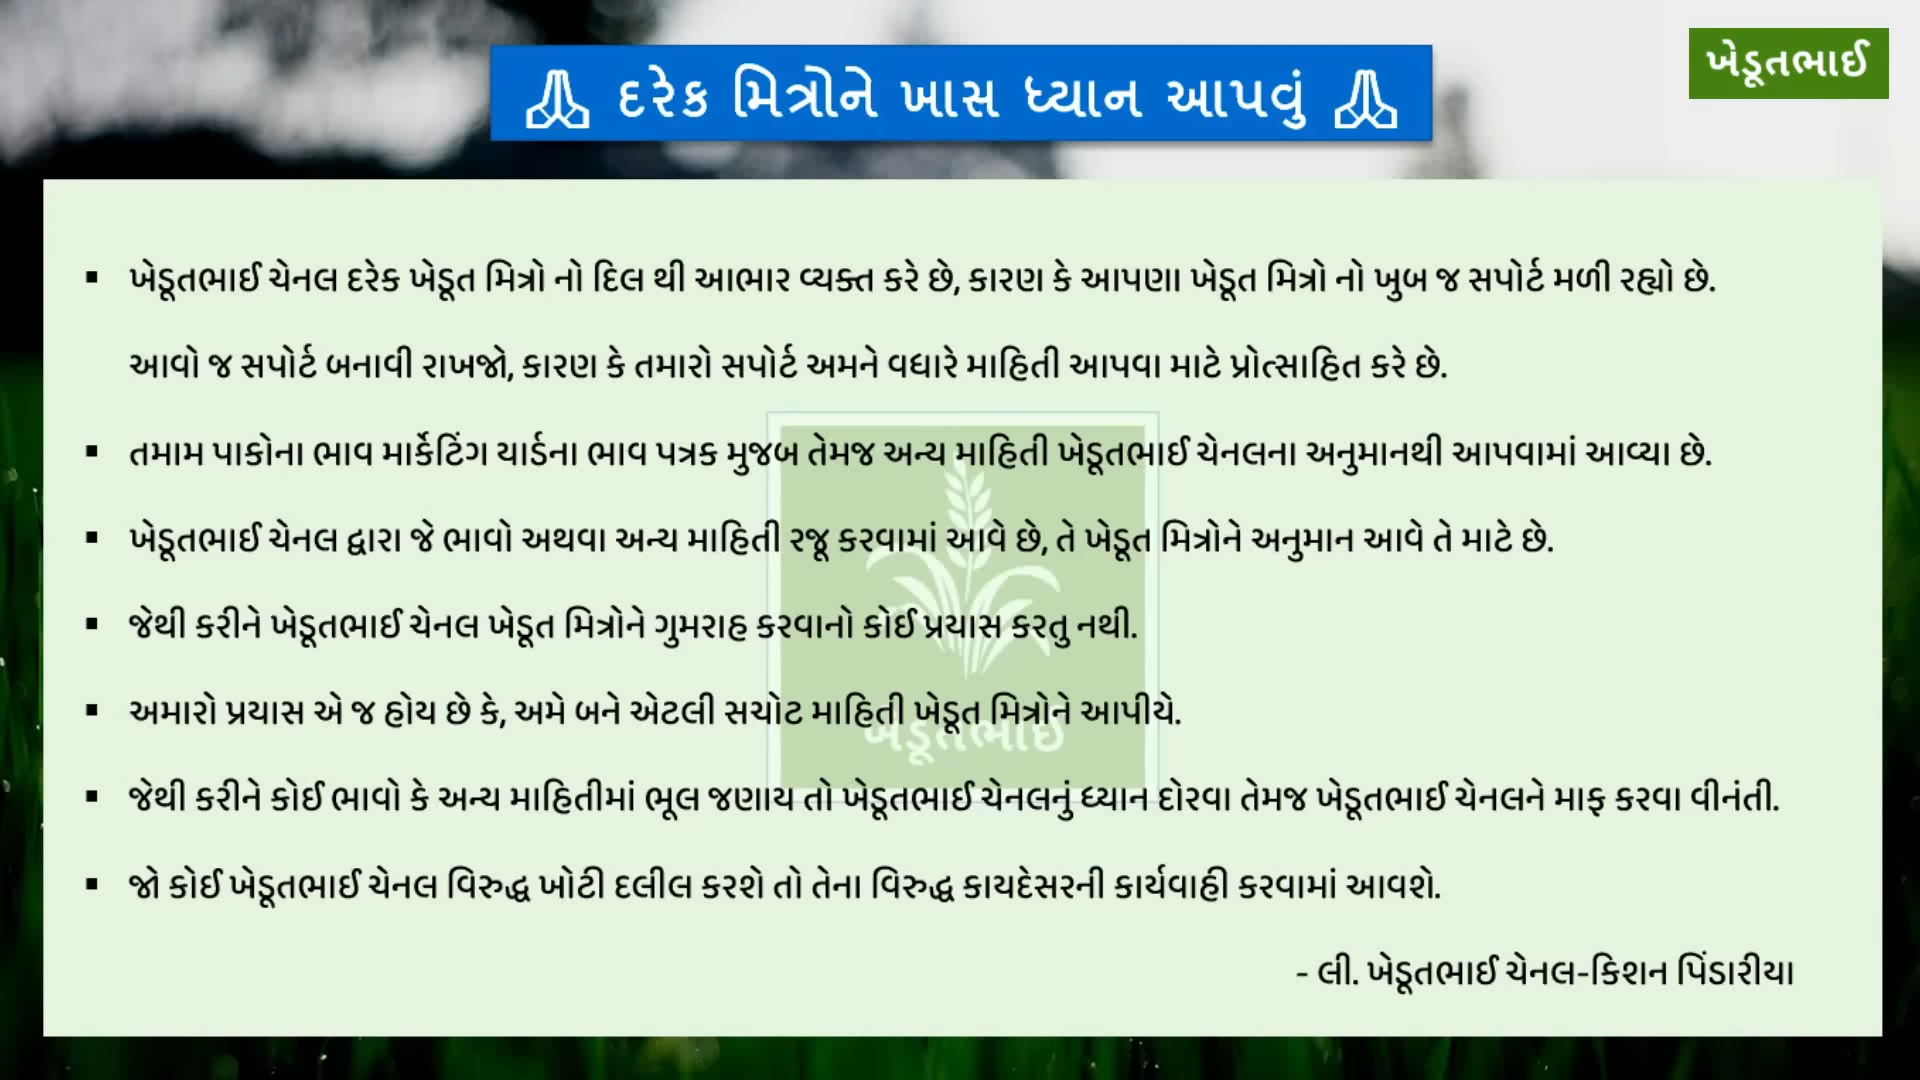 ખેડૂતભાઈ
🙏 દરેક મિત્રોને ખાસ ધ્યાન આપવું 🙏
▪ ખેડૂતભાઈ ચેનલ દરેક ખેડૂત મિત્રો નો દિલ થી આભાર વ્યક્ત કરે છે, કારણ કે આપણા ખેડૂત મિત્રો નો ખુબ જ સપોર્ટ મળી રહ્યો છે.
આવો જ સપોર્ટ બનાવી રાખજો, કારણ કે તમારો સપોર્ટ અમને વધારે માહિતી આપવા માટે પ્રોત્સાહિત કરે છે.
▪ તમામ પાકોના ભાવ માર્કેટિંગ યાર્ડના ભાવ પત્રક મુજબ તેમજ અન્ય માહિતી ખેડૂતભાઈ ચેનલના અનુમાનથી આપવામાં આવ્યા છે.
▪ ખેડૂતભાઈ ચેનલ દ્વારા જે ભાવો અથવા અન્ય માહિતી રજૂ કરવામાં આવે છે, તે ખેડૂત મિત્રોને અનુમાન આવે તે માટે છે.
▪ જેથી કરીને ખેડૂતભાઈ ચેનલ ખેડૂત મિત્રોને ગુમરાહ કરવાનો કોઈ પ્રયાસ કરતુ નથી.
▪ અમારો પ્રયાસ એ જ હોય છે કે, અમે બને એટલી સચોટ માહિતી ખેડૂત મિત્રોને આપીયે.
ખેડૂતભાઈ
▪ જેથી કરીને કોઈ ભાવો કે અન્ય માહિતીમાં ભૂલ જણાય તો ખેડૂતભાઈ ચેનલનું ધ્યાન દોરવા તેમજ ખેડૂતભાઈ ચેનલને માફ કરવા વીનંતી.
▪ જો કોઈ ખેડૂતભાઈ ચેનલ વિરુદ્ધ ખોટી દલીલ કરશે તો તેના વિરુદ્ધ કાયદેસરની કાર્યવાહી કરવામાં આવશે.
- લી. ખેડૂતભાઈ ચેનલ-કિશન પિંડારીયા